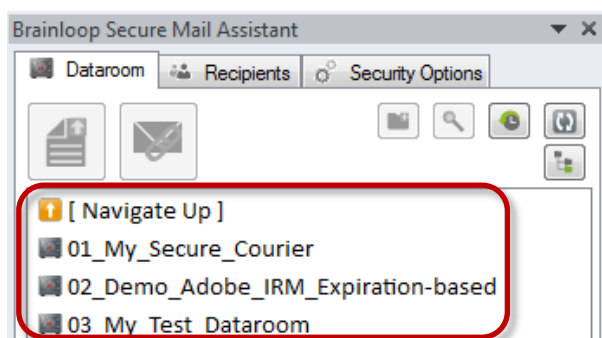 Brainloop Secure Mail Assistant
Dataroom Recipients Security Options
[ Navigate Up ]
01_My_Secure_Courier
02_Demo_Adobe_IRM_Expiration-based
03_My_Test_Dataroom